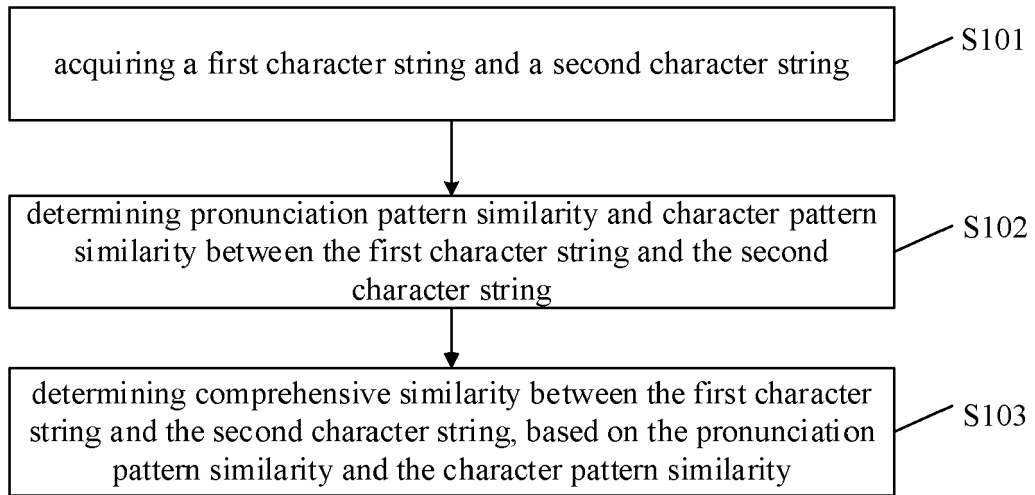 acquiring a first character string and a second character string
S101
determining pronunciation pattern similarity and character pattern
similarity between the first character string and the second
character string
S102
determining comprehensive similarity between the first character
string and the second character string, based on the pronunciation
pattern similarity and the character pattern similarity
S103